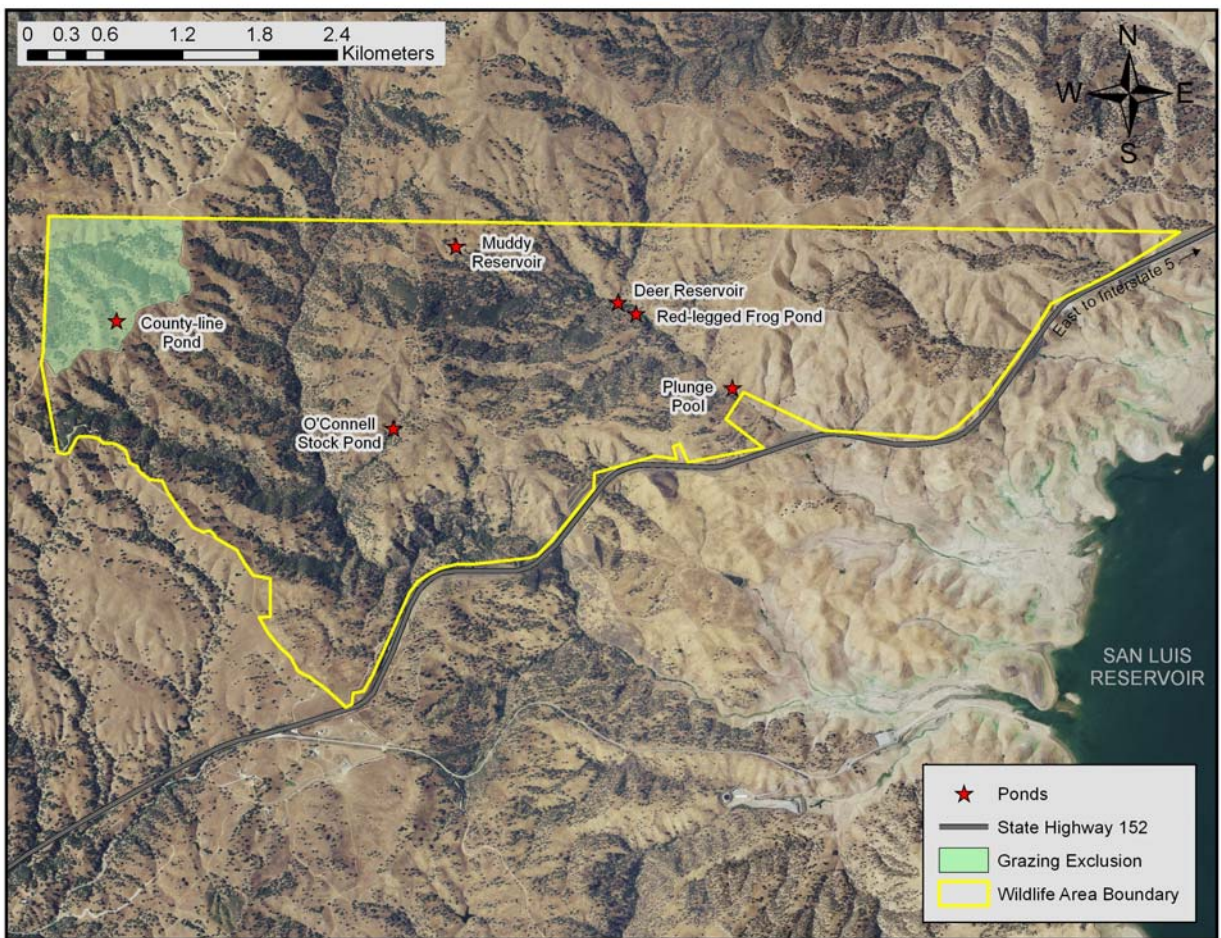 0 0.3 0.6 1.2 1.8 2.4
Kilometers
N
W E
S
Muddy
Reservoir
Deer Reservoir
Red-legged Frog Pond
County-line
Pond
East to Interstate 5 →
Plunge
Pool
O'Connell
Stock Pond
SAN LUIS
RESERVOIR
Ponds
State Highway 152
Grazing Exclusion
Wildlife Area Boundary